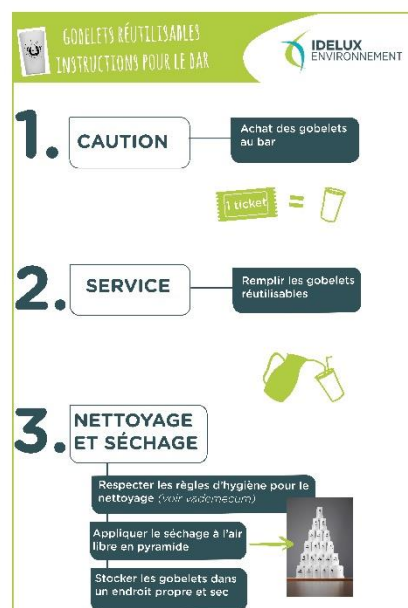 GOBELETS RÉUTILISABLES
INSTRUCTIONS POUR LE BAR
IDELUX
ENVIRONNEMENT
1.
CAUTION
Achat des gobelets
au bar
1 ticket
=
2.
SERVICE
Remplir les gobelets
réutilisables
3.
NETTOYAGE
ET SÉCHAGE
Respecter les règles d'hygiène pour le
nettoyage (voir vademecum)
Appliquer le séchage à l'air
libre en pyramide
Stocker les gobelets dans
un endroit propre et sec